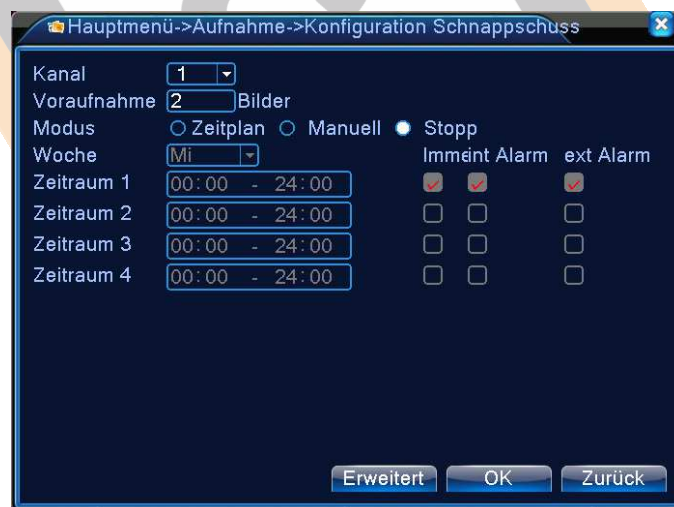 Hauptmenü->Aufnahme->Konfiguration Schnappschuss
Kanal 1
Voraufnahme 2 Bilder
Modus Zeitplan Manuell Stopp
Woche Mi Immeint Alarm ext Alarm
Zeitraum 1 00:00 - 24:00
Zeitraum 2 00:00 - 24:00
Zeitraum 3 00:00 - 24:00
Zeitraum 4 00:00 - 24:00
Erweitert OK Zurück